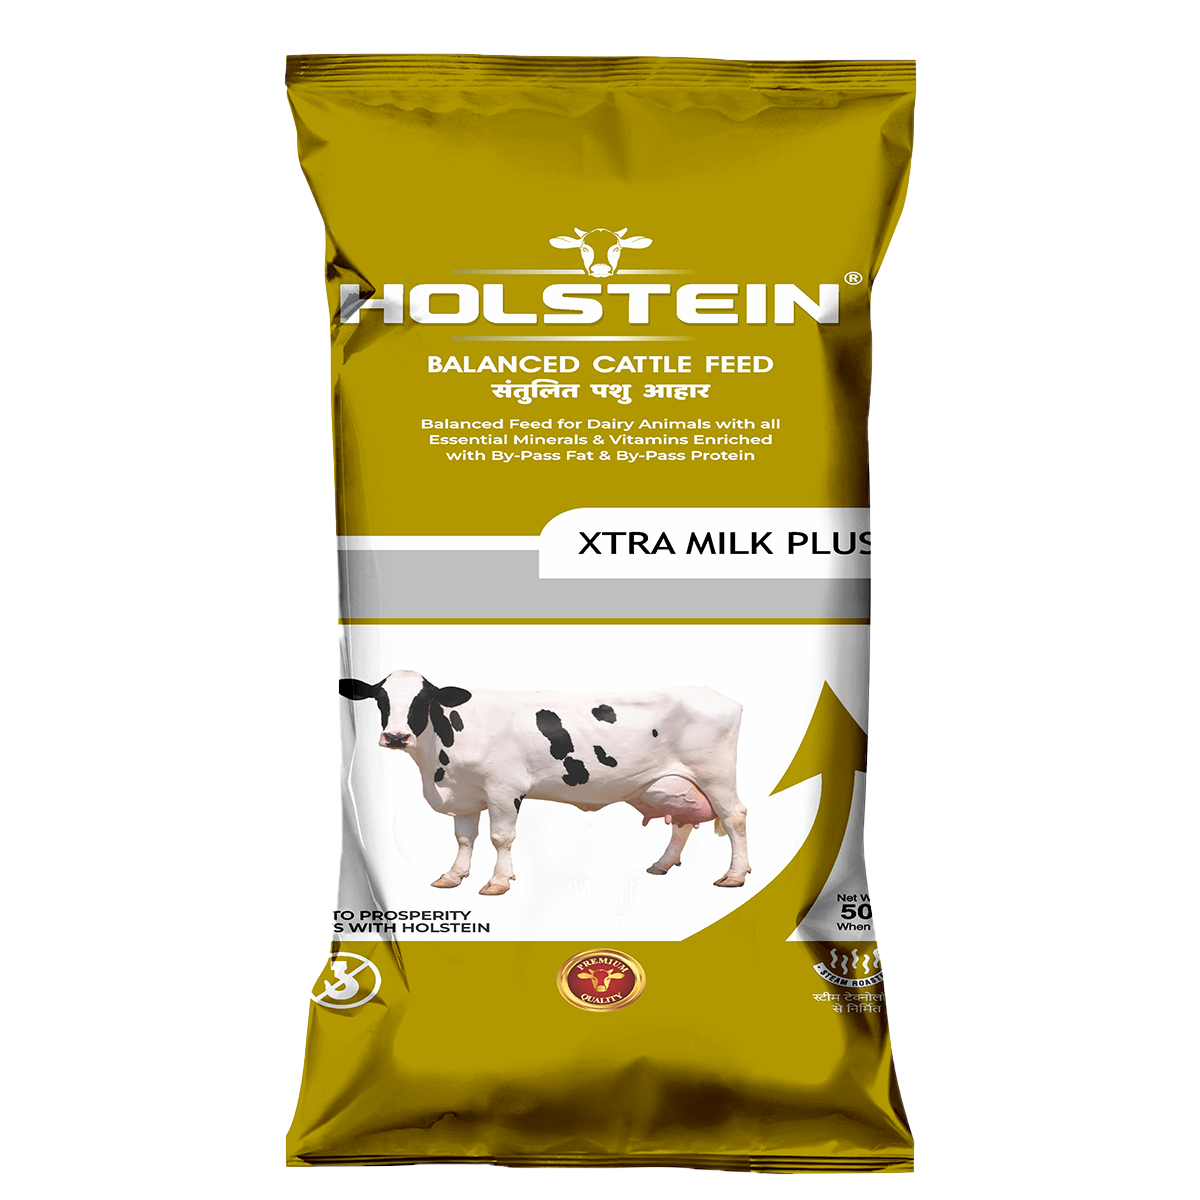 HOLSTEIN®
BALANCED CATTLE FEED
संतुलित पशु आहार
Balanced Feed for Dairy Animals with all
Essential Minerals & Vitamins Enriched
with By-Pass Fat & By-Pass Protein
XTRA MILK PLUS
TO PROSPERITY
S WITH HOLSTEIN
Net W
50
When
PREMIUM
QUALITY
STEAM ROAST
स्टीम टेक्नोलो
से निर्मित